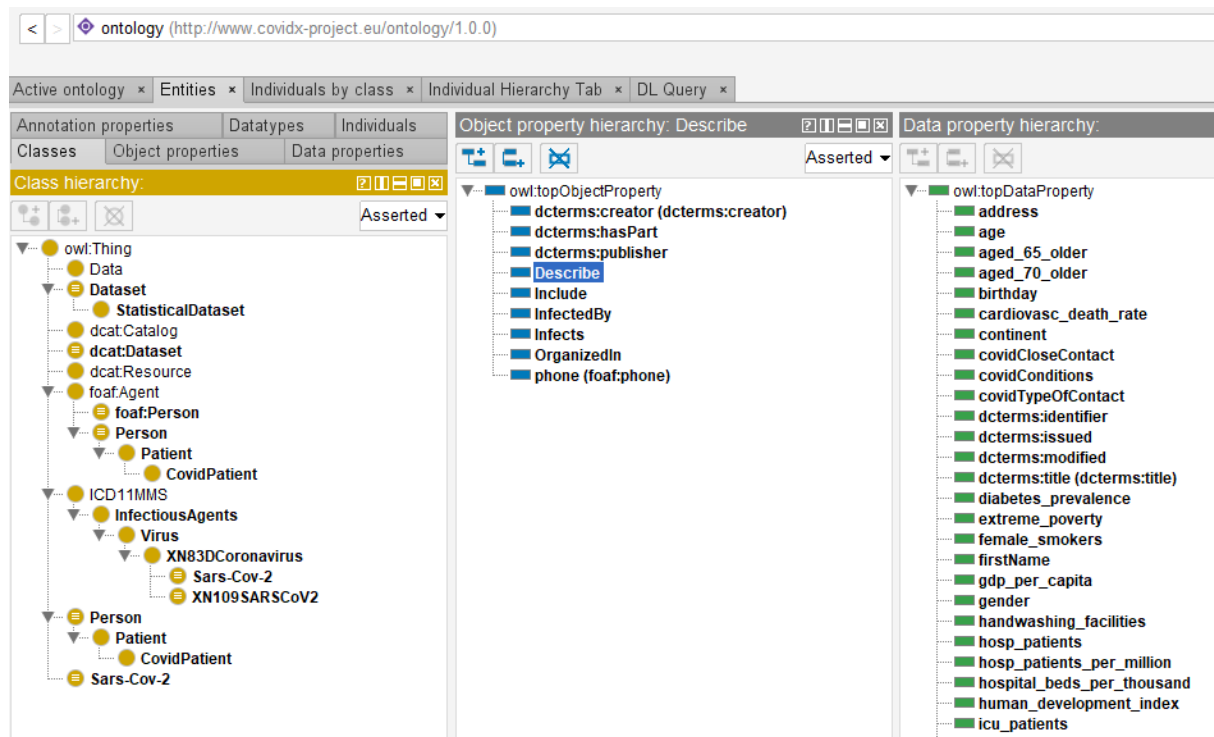 < > ontology (http://www.covidx-project.eu/ontology/1.0.0)
Active ontology × Entities × Individuals by class × Individual Hierarchy Tab × DL Query ×
Annotation properties Datatypes Individuals
Classes Object properties Data properties
Class hierarchy:
Asserted
owl:Thing
Data
Dataset
StatisticalDataset
dcat:Catalog
dcat:Dataset
dcat:Resource
foaf:Agent
foaf:Person
Person
Patient
CovidPatient
ICD11MMS
InfectiousAgents
Virus
XN83DCoronavirus
Sars-Cov-2
XN109SARSCoV2
Person
Patient
CovidPatient
Sars-Cov-2
Object property hierarchy: Describe
Asserted
owl:topObjectProperty
dcterms:creator (dcterms:creator)
dcterms:hasPart
dcterms:publisher
Describe
Include
InfectedBy
Infects
OrganizedIn
phone (foaf:phone)
Data property hierarchy:
owl:topDataProperty
address
age
aged_65_older
aged_70_older
birthday
cardiovasc_death_rate
continent
covidCloseContact
covidConditions
covidTypeOfContact
dcterms:identifier
dcterms:issued
dcterms:modified
dcterms:title (dcterms:title)
diabetes_prevalence
extreme_poverty
female_smokers
firstName
gdp_per_capita
gender
handwashing_facilities
hosp_patients
hosp_patients_per_million
hospital_beds_per_thousand
human_development_index
icu_patients